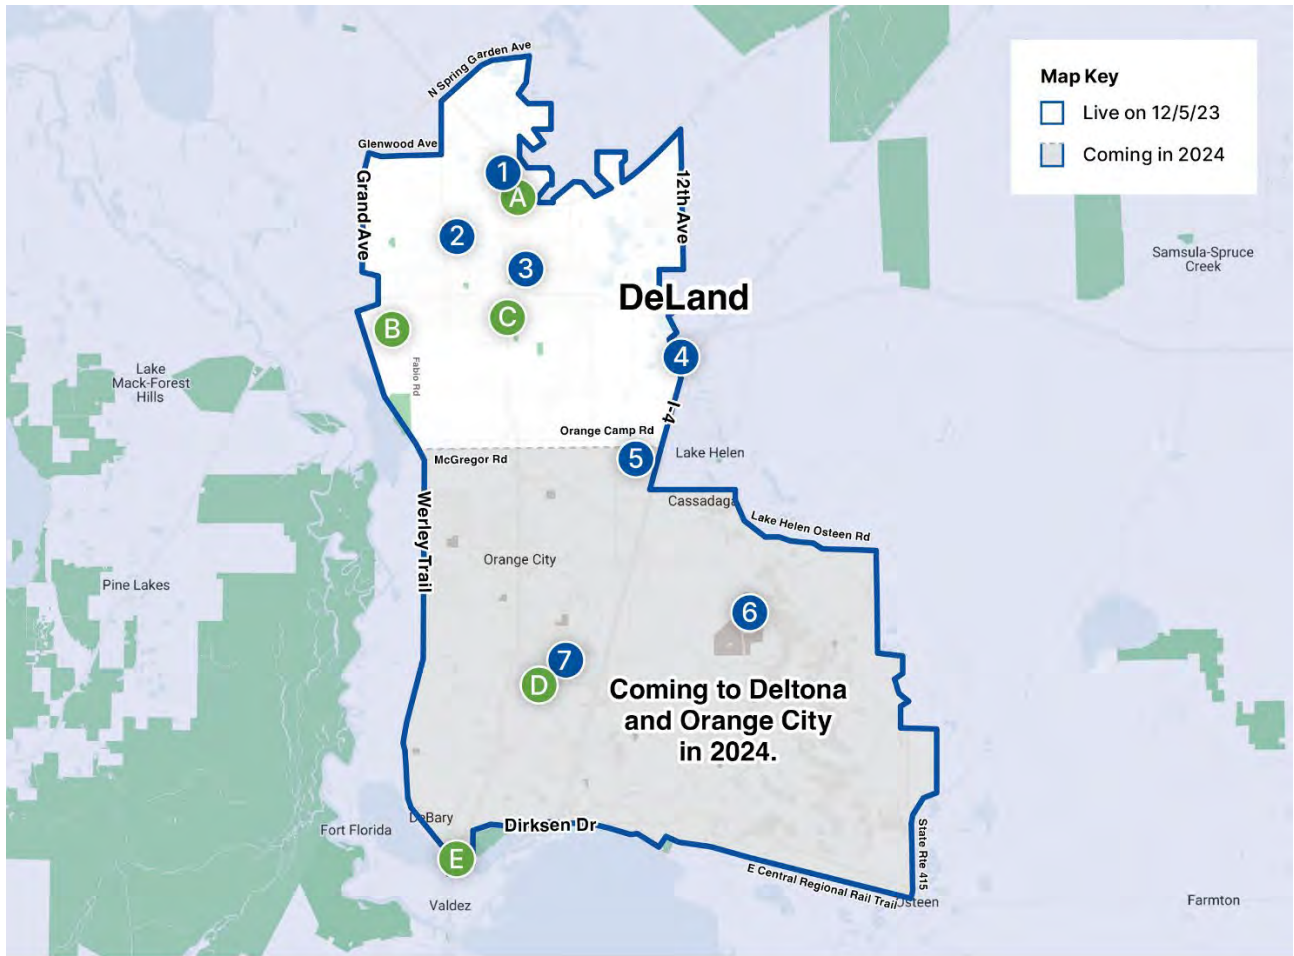 N Spring Garden Ave
Map Key
Live on 12/5/23
Coming in 2024
Glenwood Ave
Grand Ave
1
A
12th Ave
2
3
Samsula-Spruce
Creek
DeLand
B
C
4
Fabio Rd
Lake
Mack-Forest
Hills
I-4
Orange Camp Rd
5
Lake Helen
McGregor Rd
Werley Trail
Cassadaga
Lake Helen Osteen Rd
Orange City
Pine Lakes
6
7
D
Coming to Deltona
and Orange City
in 2024.
DeBary
Fort Florida
Dirksen Dr
State Rte 415
E
E Central Regional Rail Trail
Osteen
Valdez
Farmton